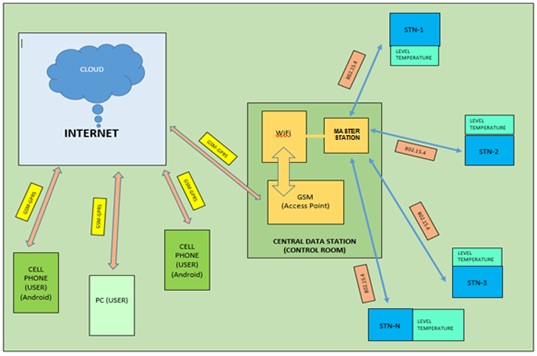 CLOUD
INTERNET
GSM-GPRS
GSM-GPRS
GSM-GPRS
GSM-GPRS
CELL
PHONE
(USER)
(Android)
PC (USER)
CELL
PHONE
(USER)
(Android)
WiFi
MASTER
STATION
GSM
(Access Point)
CENTRAL DATA STATION
(CONTROL ROOM)
802.15.4
STN-1
LEVEL
TEMPERATURE
802.15.4
LEVEL
TEMPERATURE
STN-2
802.15.4
LEVEL
TEMPERATURE
STN-3
802.15.4
STN-N
LEVEL
TEMPERATURE